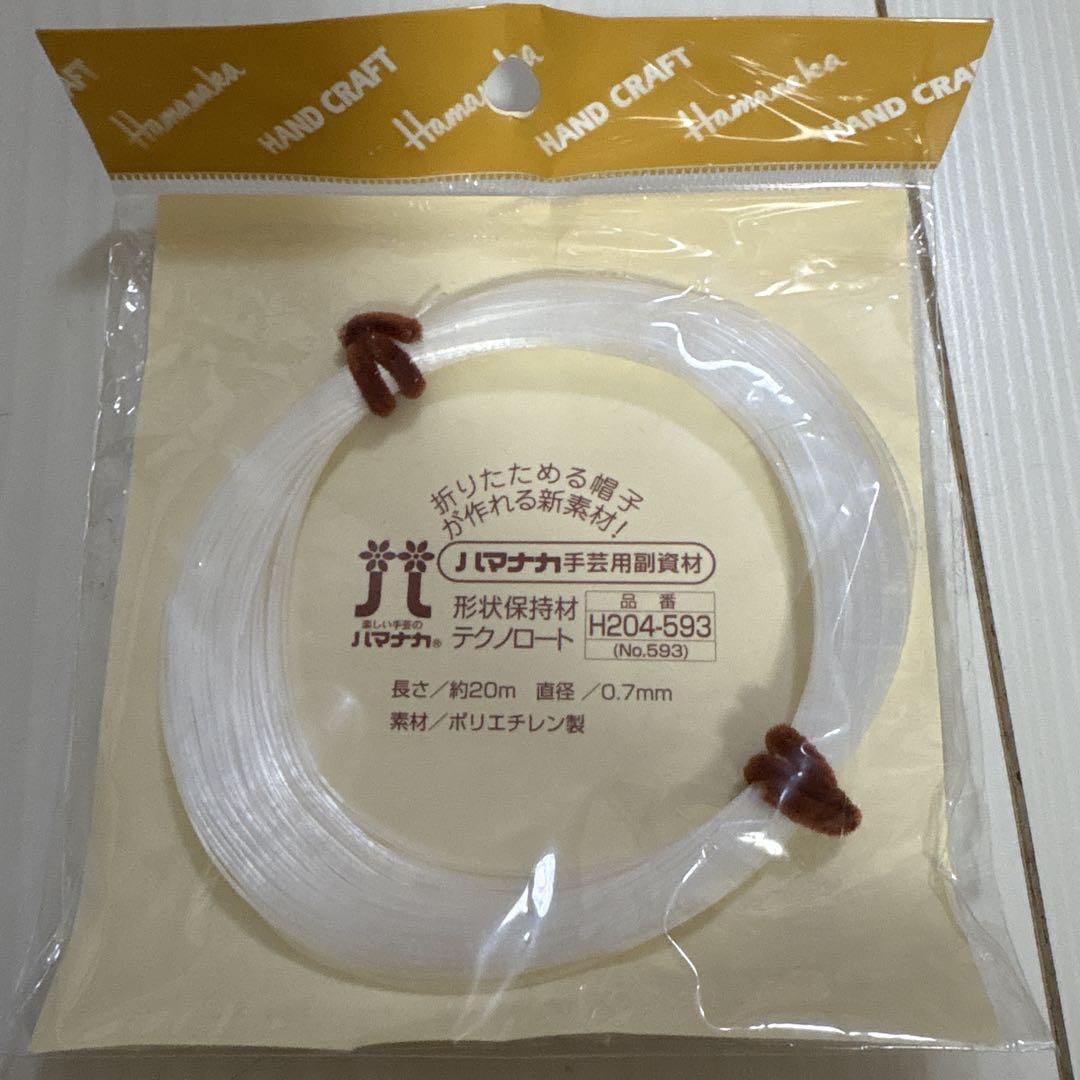 Hamanaka HAND CRAFT Hamanaka HAND CRAFT Hamanaka HAND CRAFT
折りたためる帽子
が作れる新素材!
ハマナカ手芸用副資材
楽しい手芸の
ハマナカ®
形状保持材
テクノロート
品番
H204-593
(No.593)
長さ/約20m 直径/0.7mm
素材/ポリエチレン製